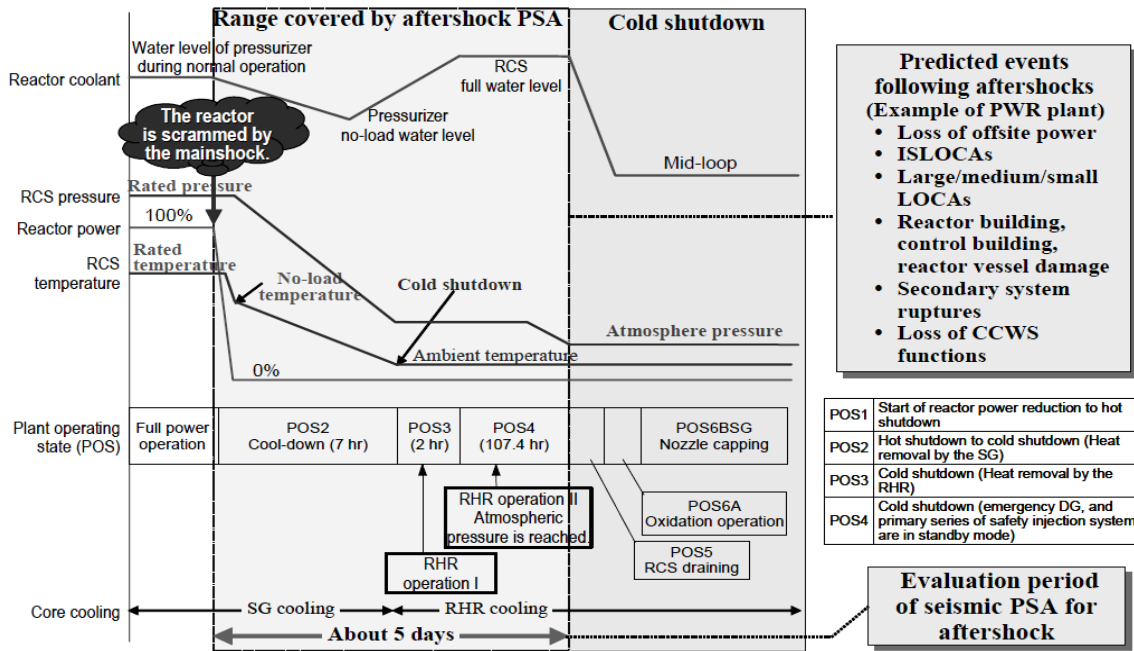 Range covered by aftershock PSA
Cold shutdown
Water level of pressurizer
during normal operation
Reactor coolant
RCS
full water level
Pressurizer
no-load water level
The reactor
is scrammed by
the mainshock.
Mid-loop
RCS pressure
Rated pressure
Reactor power
100%
RCS
temperature
Rated
temperature
No-load
temperature
Cold shutdown
Atmosphere pressure
Ambient temperature
0%
Plant operating
state (POS)
Full power
operation
POS2
Cool-down (7 hr)
POS3
(2 hr)
POS4
(107.4 hr)
POS6BSG
Nozzle capping
RHR operation II
Atmospheric
pressure is reached.
RHR
operation I
POS6A
Oxidation operation
POS5
RCS draining
Core cooling
SG cooling
RHR cooling
About 5 days
Predicted events
following aftershocks
(Example of PWR plant)
• Loss of offsite power
• ISLOCAs
• Large/medium/small
LOCAs
• Reactor building,
control building,
reactor vessel damage
• Secondary system
ruptures
• Loss of CCWS
functions
POS1 Start of reactor power reduction to hot
shutdown
POS2 Hot shutdown to cold shutdown (Heat
removal by the SG)
POS3 Cold shutdown (Heat removal by the
RHR)
POS4 Cold shutdown (emergency DG, and
primary series of safety injection system
are in standby mode)
Evaluation period
of seismic PSA for
aftershock